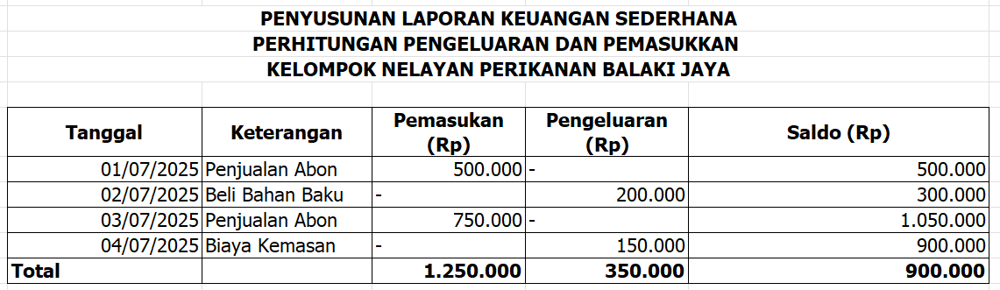 PENYUSUNAN LAPORAN KEUANGAN SEDERHANA
PERHITUNGAN PENGELUARAN DAN PEMASUKKAN
KELOMPOK NELAYAN PERIKANAN BALAKI JAYA
Tanggal Keterangan Pemasukan (Rp) Pengeluaran (Rp) Saldo (Rp)
01/07/2025 Penjualan Abon 500.000 - 500.000
02/07/2025 Beli Bahan Baku - 200.000 300.000
03/07/2025 Penjualan Abon 750.000 - 1.050.000
04/07/2025 Biaya Kemasan - 150.000 900.000
Total 1.250.000 350.000 900.000